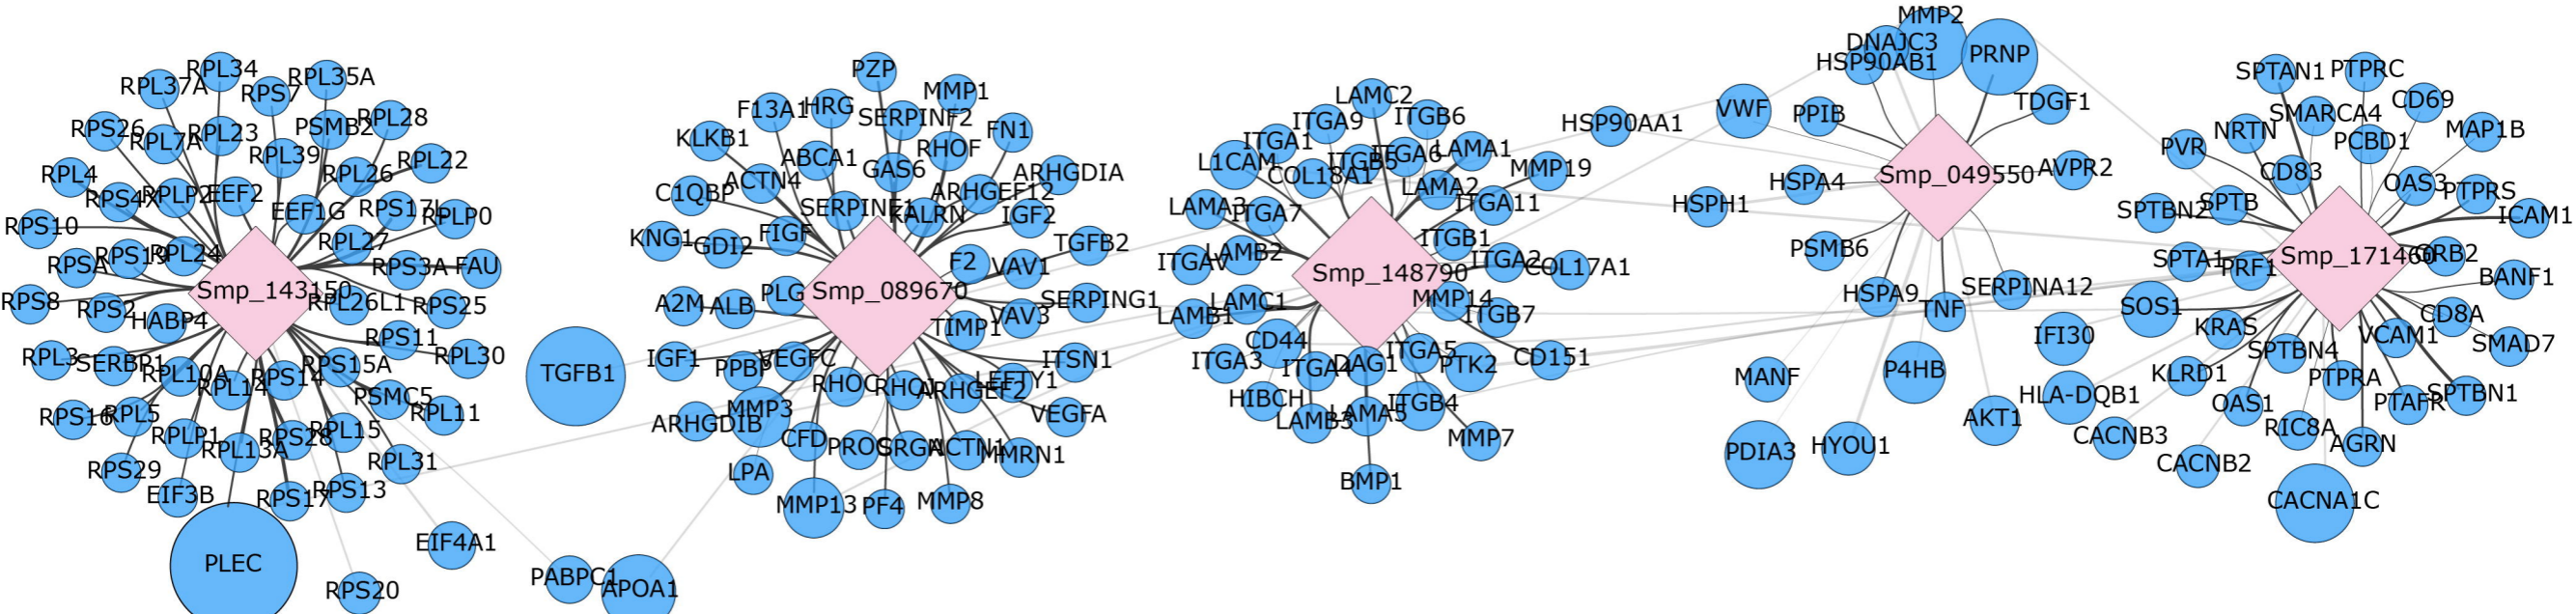 RPL34
RPL37A
RPS7
RPL35A
RPS26
RPL7A
RPL23
PSMB2
RPL28
RPL39
RPL4
RPS4X
RPLP2
EEF2
RPL26
RPL22
EEF1G
RPS17L
RPLP0
RPS10
RPSA
RPS19
RPL24
RPL27
RPS3A
FAU
Smp_143150
RPS8
RPS2
HABP4
RPL26L1
RPS25
RPS11
RPL3
SERBP1
RPL10A
RPL14
RPS14
RPS15A
RPL30
PSMC5
RPL11
RPS16
RPL5
RPLP1
RPL13A
RPS28
RPL15
RPL31
RPS29
EIF3B
RPS17
RPS13
PLEC
EIF4A1
RPS20
PABPC1
APOA1
TGFB1
PZP
F13A1
HRG
MMP1
SERPINF2
KLKB1
ABCA1
RHOF
FN1
GAS6
ACTN4
C1QBP
SERPINE1
KALRN
ARHGEF12
ARHGDIA
IGF2
KNG1
GDI2
FIGF
F2
VAV1
TGFB2
A2M
ALB
PLG
Smp_089670
SERPING1
TIMP1
VAV3
IGF1
PPBP
VEGFC
RHOC
RHOJ
ARHGEF2
LEFTY1
ITSN1
ARHGDIB
MMP3
VEGFA
CFD
PROC
SRGN
ACTN1
MMRN1
LPA
MMP13
PF4
MMP8
LAMC2
ITGA9
ITGB6
ITGA1
L1CAM
COL18A1
ITGB5
ITGA6
LAMA1
MMP19
LAMA3
ITGA7
LAMA2
ITGA11
ITGAV
LAMB2
ITGB1
ITGA2
COL17A1
Smp_148790
LAMB1
LAMC1
MMP14
ITGB7
ITGA3
CD44
ITGA4
DAG1
ITGA5
PTK2
CD151
HIBCH
LAMB3
LAMA5
ITGB4
MMP7
BMP1
HSP90AA1
MMP2
DNAJC3
HSP90AB1
PRNP
VWF
PPIB
TDGF1
HSPA4
Smp_049550
AVPR2
HSPH1
PSMB6
HSPA9
TNF
SERPINA12
MANF
P4HB
IFI30
PDIA3
HYOU1
AKT1
SPTAN1
PTPRC
SMARCA4
CD69
NRTN
PCBD1
MAP1B
PVR
CD83
OAS3
PTPRS
SPTBN2
SPTB
ICAM1
SPTA1
PRF1
Smp_171460
GRB2
BANF1
SOS1
KRAS
CD8A
VCAM1
SMAD7
SPTBN4
KLRD1
PTPRA
HLA-DQB1
OAS1
PTAFR
SPTBN1
CACNB3
RIC8A
AGRN
CACNB2
CACNA1C